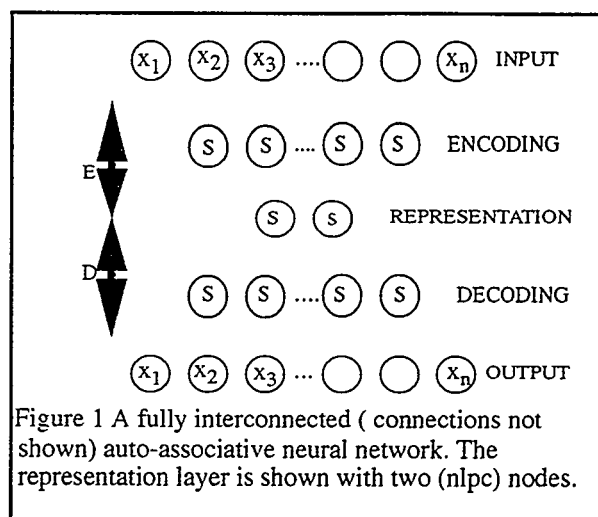 x1 x2 x3 .... xn INPUT
S S .... S S ENCODING
E
S s REPRESENTATION
D
S S .... S S DECODING
x1 x2 x3 ... xn OUTPUT
Figure 1 A fully interconnected ( connections not
shown) auto-associative neural network. The
representation layer is shown with two (nlpc) nodes.